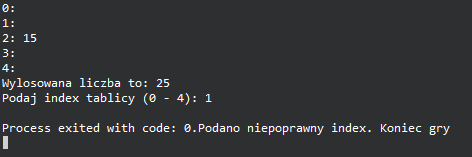 0:
1:
2: 15
3:
4:
Wylosowana liczba to: 25
Podaj index tablicy (0 - 4): 1
Process exited with code: 0.Podano niepoprawny index. Koniec gry